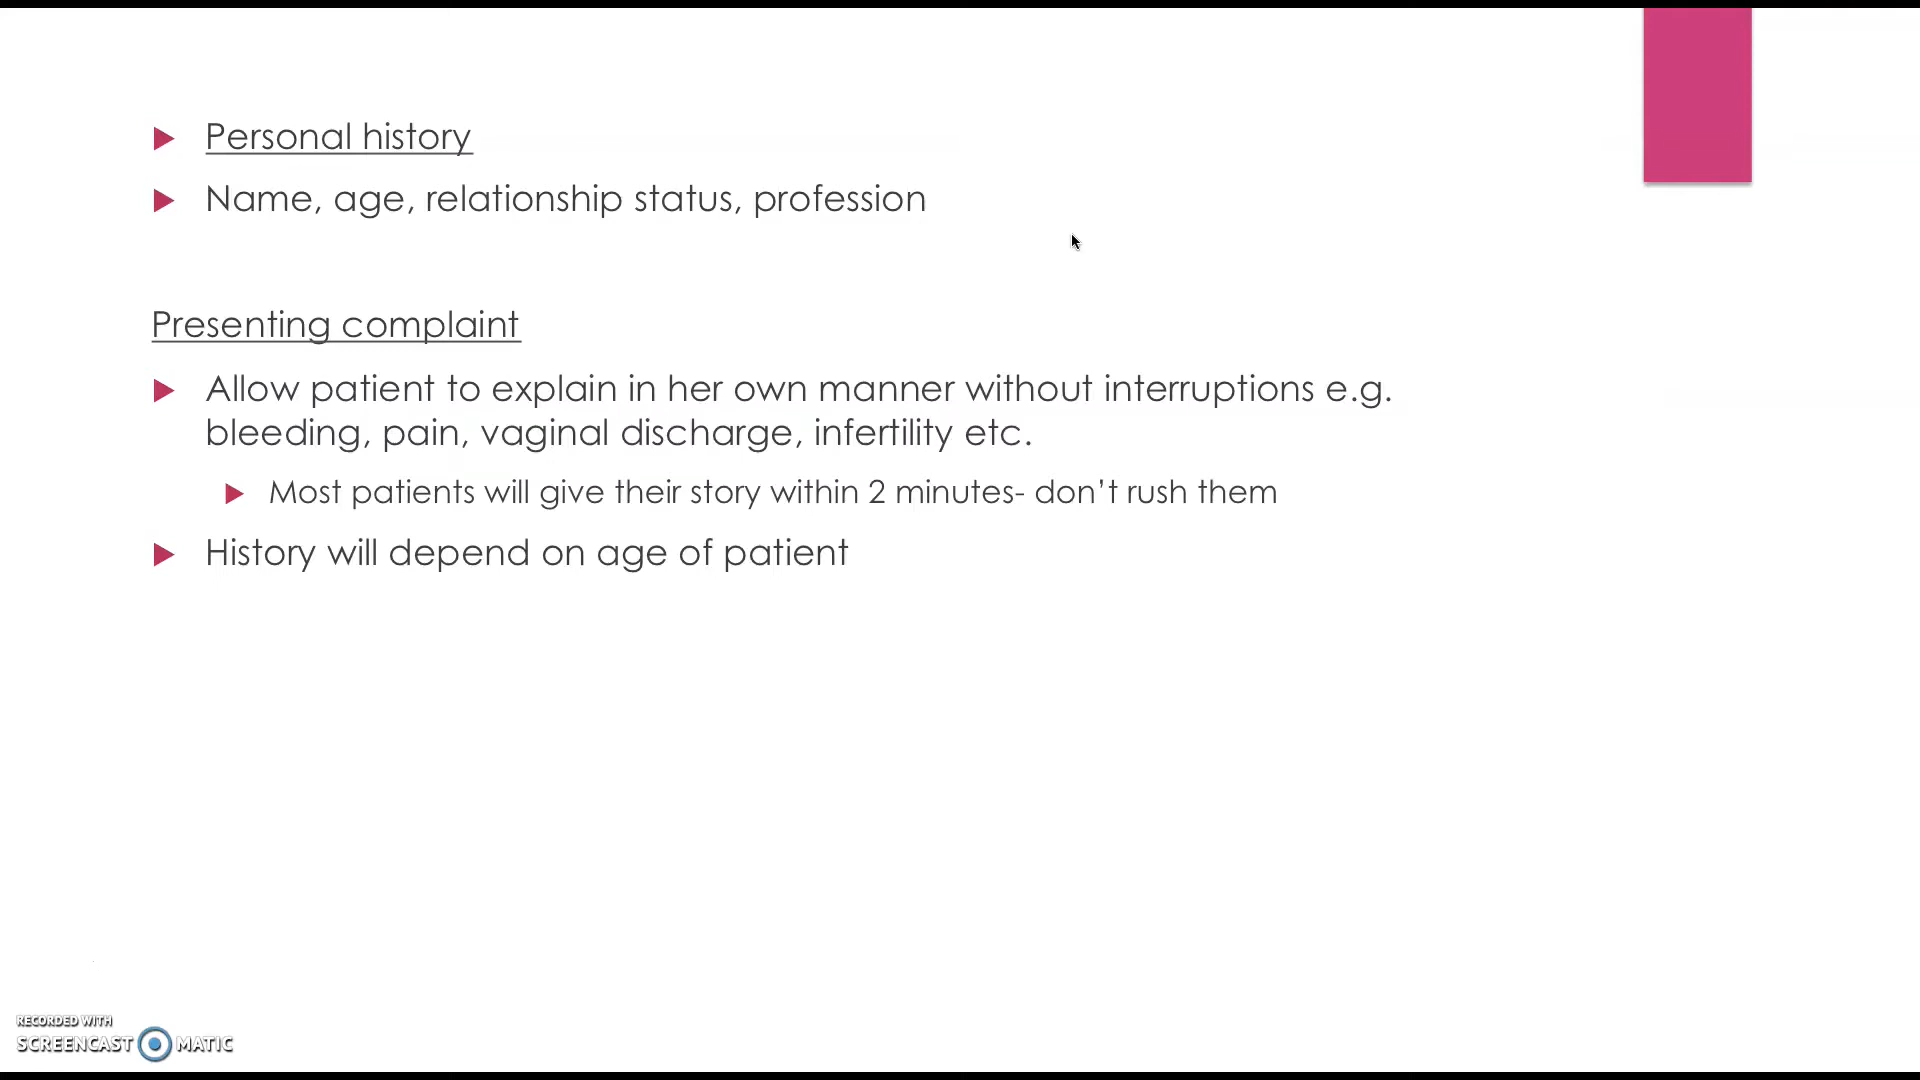 Personal history
Name, age, relationship status, profession
Presenting complaint
Allow patient to explain in her own manner without interruptions e.g.
bleeding, pain, vaginal discharge, infertility etc.
Most patients will give their story within 2 minutes- don’t rush them
History will depend on age of patient
RECORDED WITH
SCREENCAST MATIC